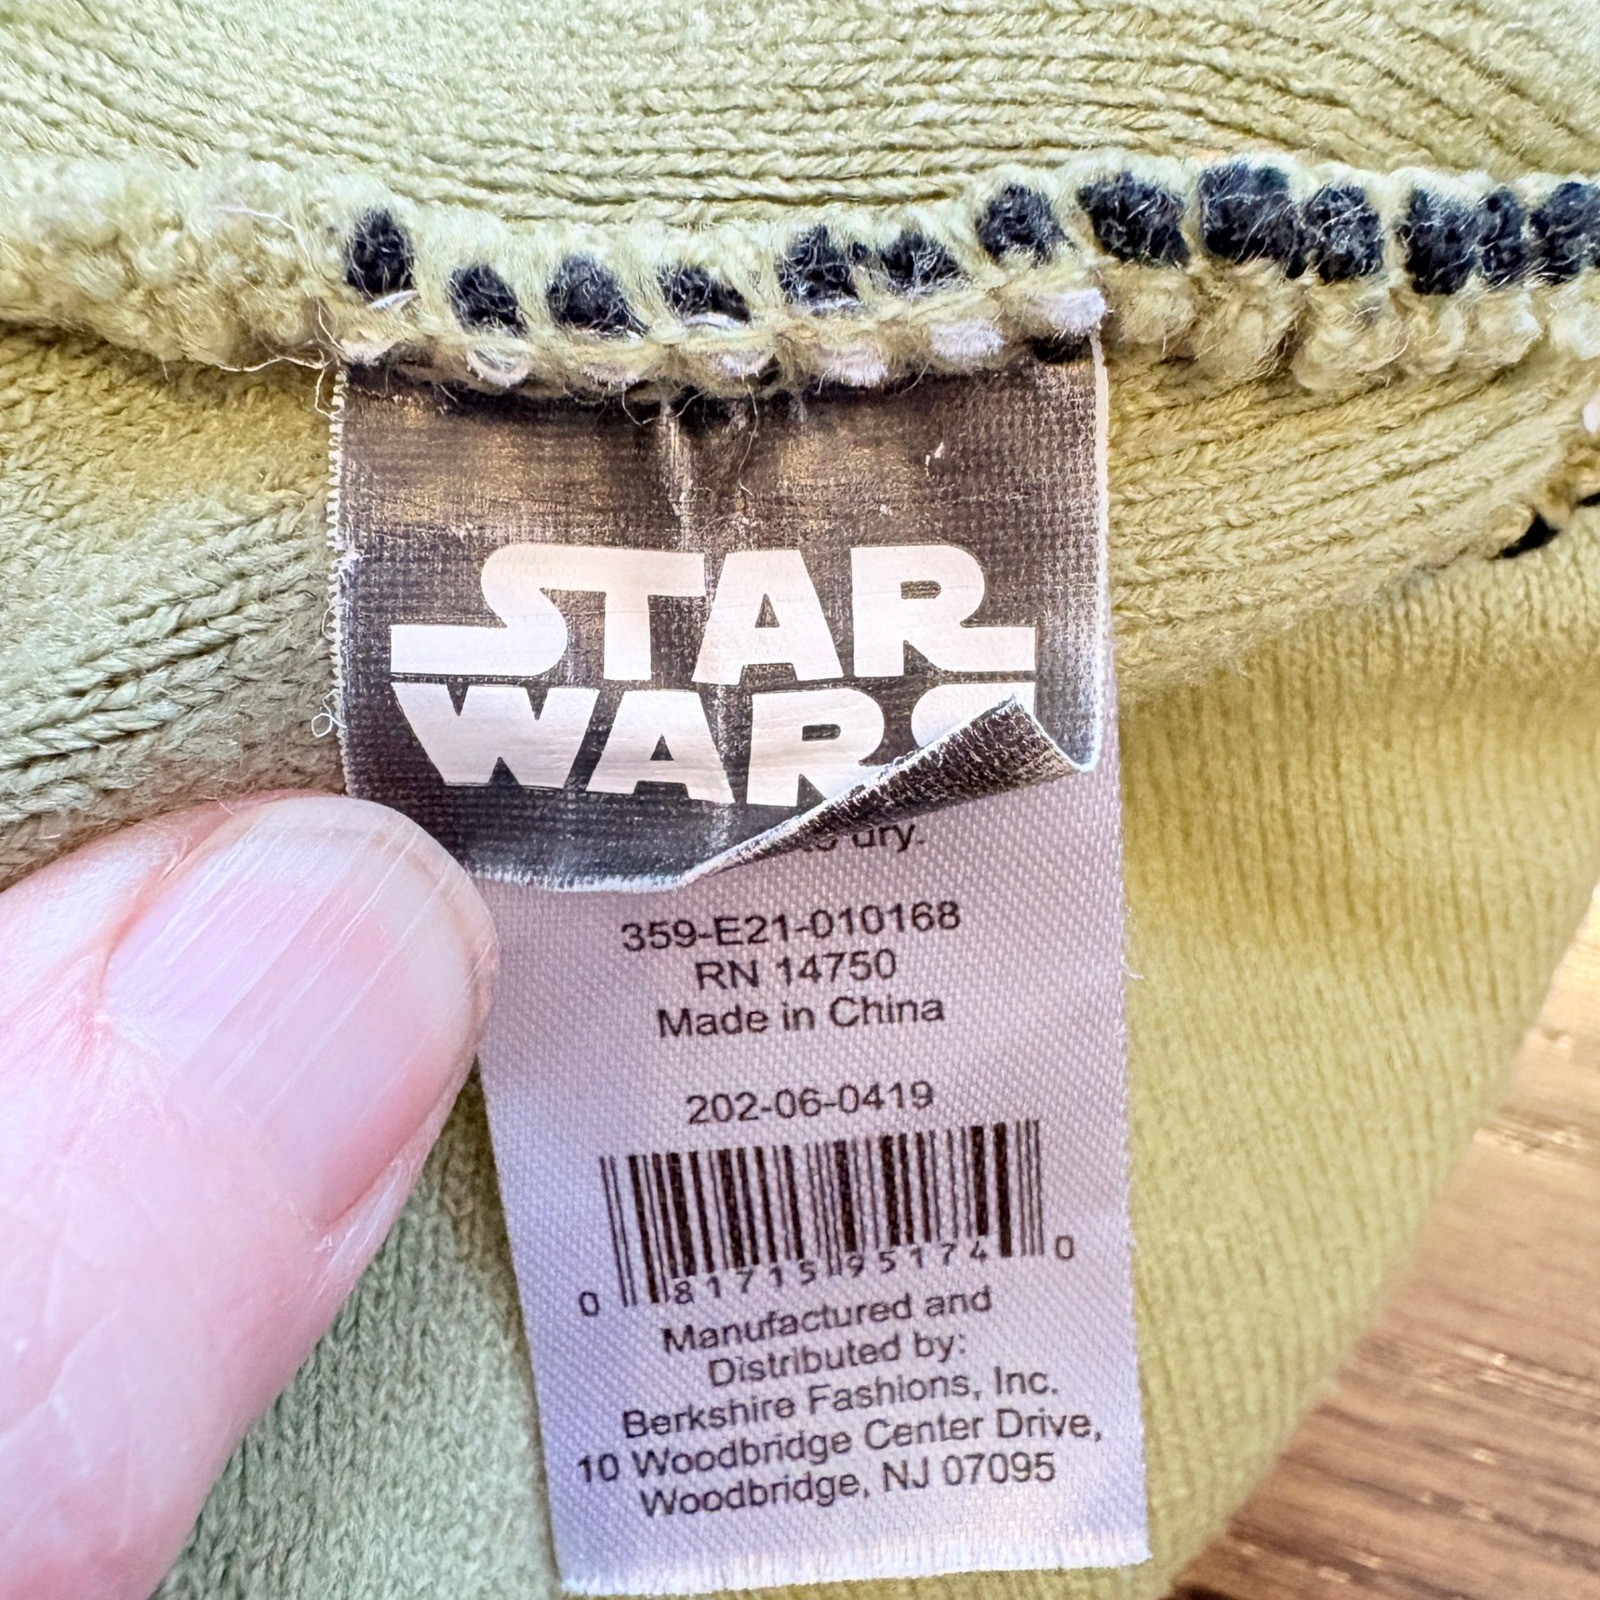 STAR
WARS
dry.
359-E21-010168
RN 14750
Made in China
202-06-0419
0 81715 95174 0
Manufactured and
Distributed by:
Berkshire Fashions, Inc.
10 Woodbridge Center Drive,
Woodbridge, NJ 07095